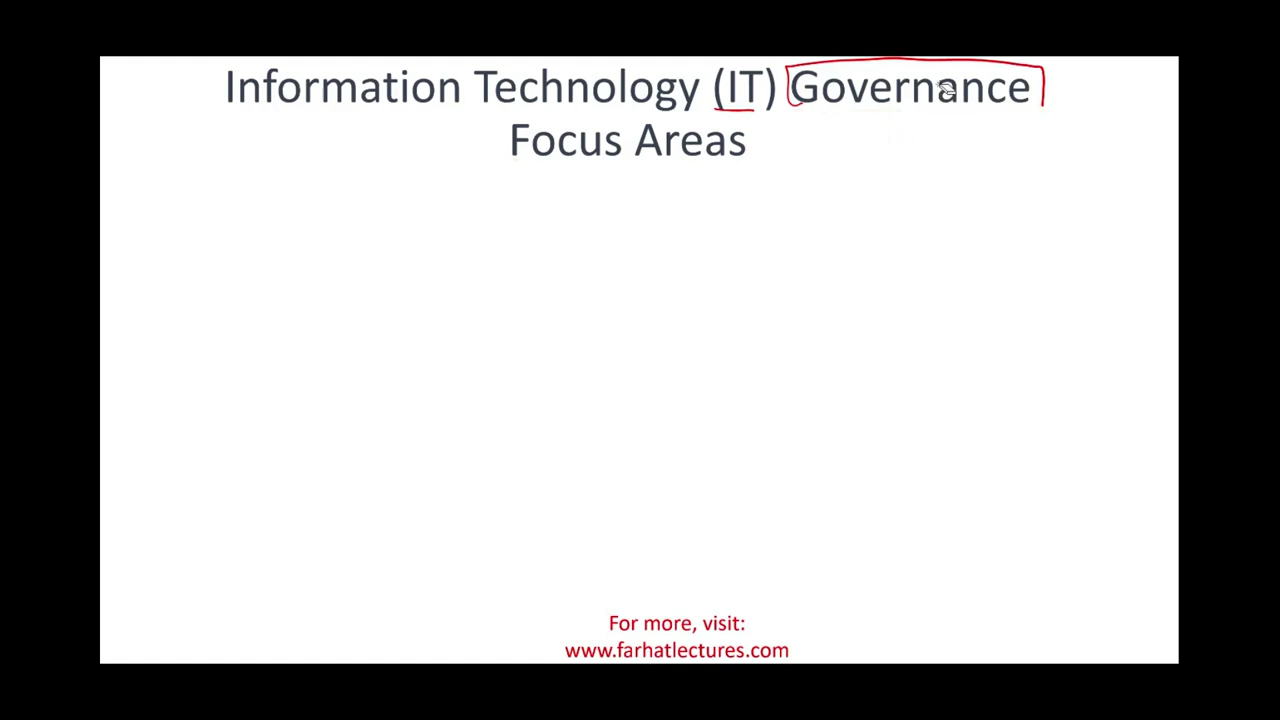 Information Technology (IT) Governance
Focus Areas
For more, visit:
www.farhatlectures.com